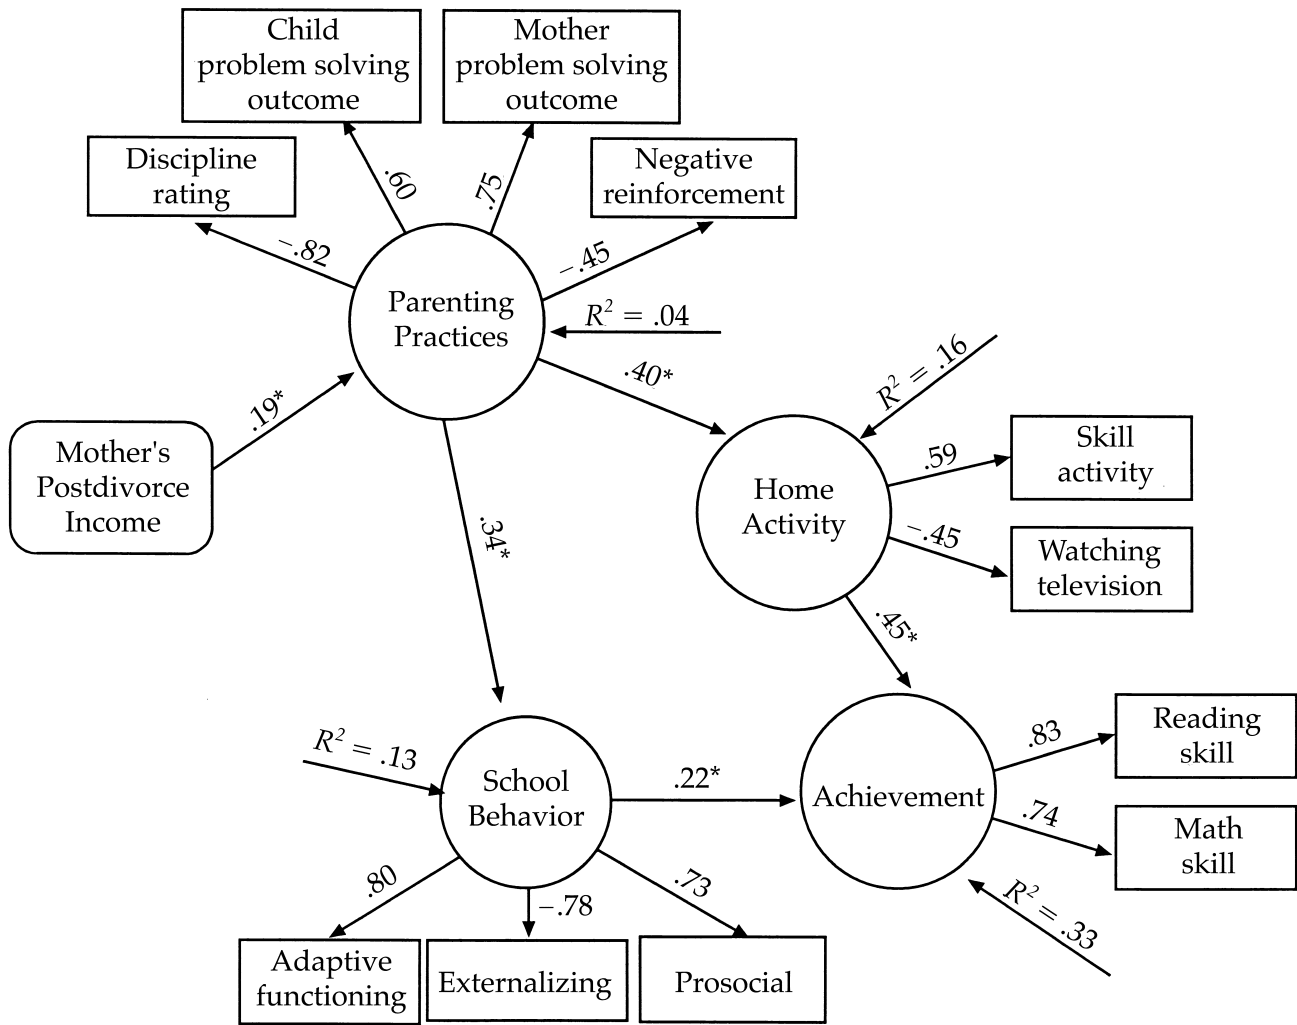 Child
problem solving
outcome
Mother
problem solving
outcome
Discipline
rating
Negative
reinforcement
.60
.75
–.82
–.45
Parenting
Practices
R² = .04
.19*
.40*
R² = .16
Mother's
Postdivorce
Income
.34*
Home
Activity
.59
Skill
activity
–.45
Watching
television
.45*
R² = .13
School
Behavior
.22*
Achievement
.83
Reading
skill
.74
Math
skill
R² = .33
.80
–.78
.73
Adaptive
functioning
Externalizing
Prosocial